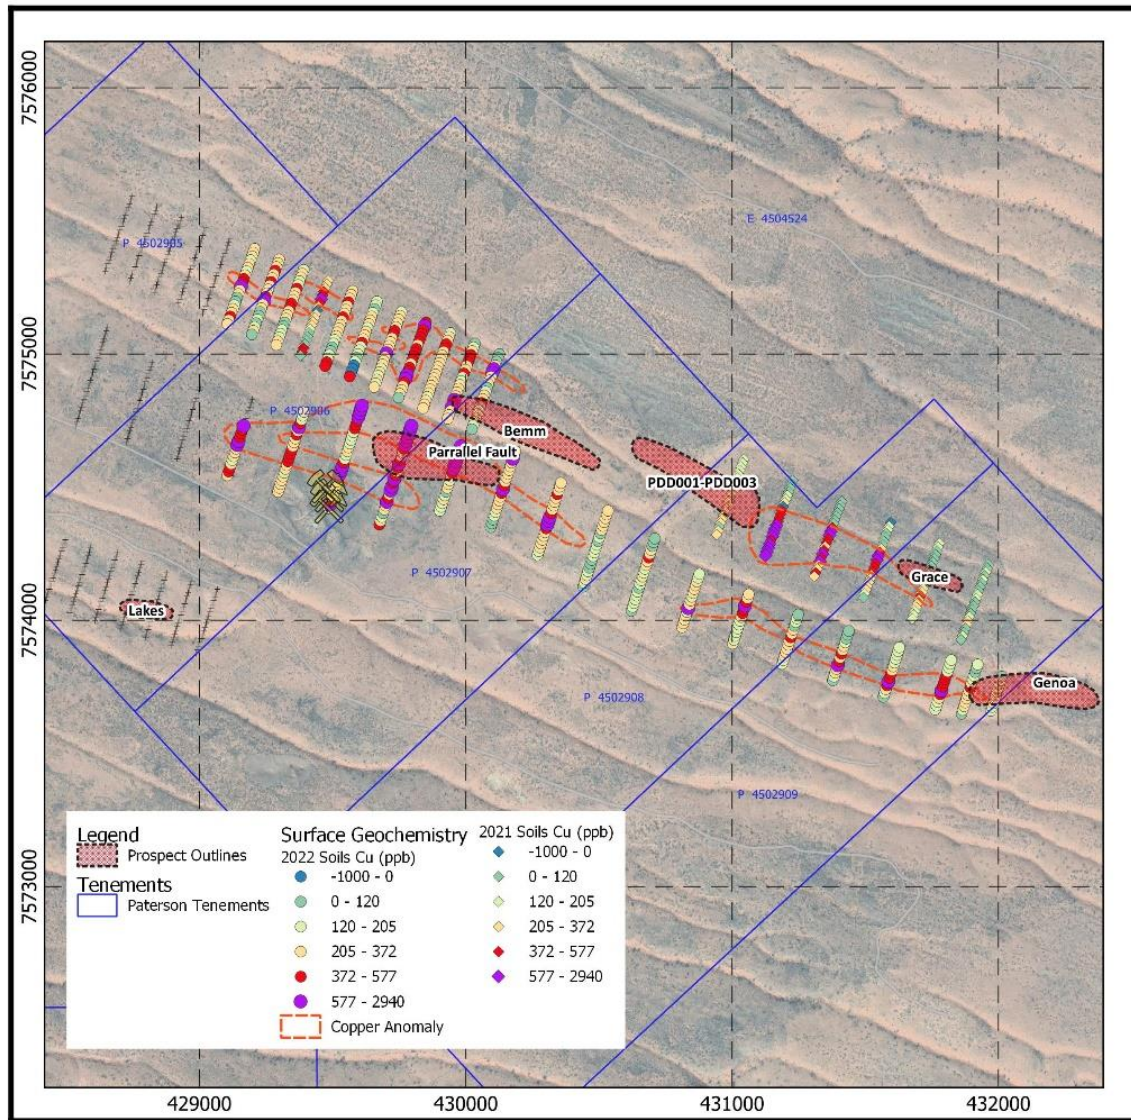 7576000
7575000
7574000
7573000
E 4504524
P 4502905
P 4502906
Bemm
Parrallel Fault
PDD001-PDD003
P 4502907
Grace
Lakes
Genoa
P 4502908
P 4502909
Legend
Prospect Outlines
Tenements
Paterson Tenements
Surface Geochemistry
2022 Soils Cu (ppb)
-1000 - 0
0 - 120
120 - 205
205 - 372
372 - 577
577 - 2940
Copper Anomaly
2021 Soils Cu (ppb)
-1000 - 0
0 - 120
120 - 205
205 - 372
372 - 577
577 - 2940
429000
430000
431000
432000